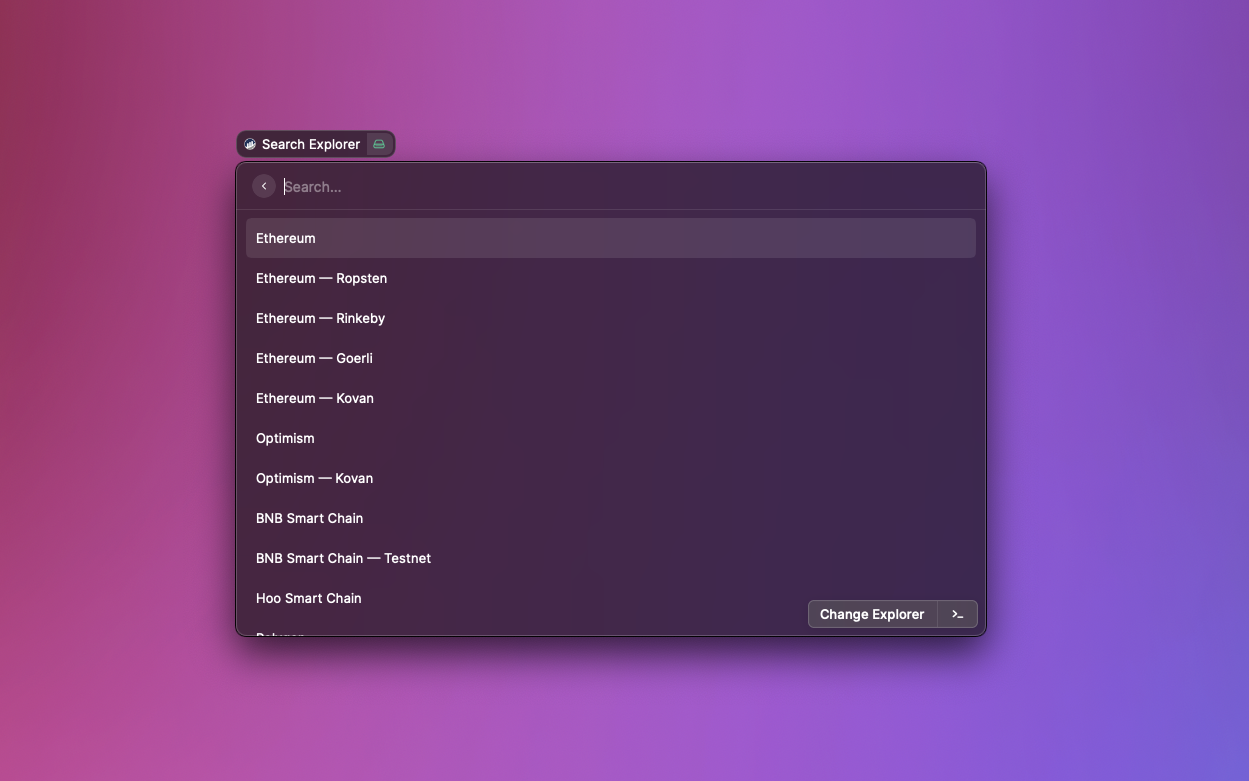 Search Explorer
Search...
Ethereum
Ethereum — Ropsten
Ethereum — Rinkeby
Ethereum — Goerli
Ethereum — Kovan
Optimism
Optimism — Kovan
BNB Smart Chain
BNB Smart Chain — Testnet
Hoo Smart Chain
Change Explorer